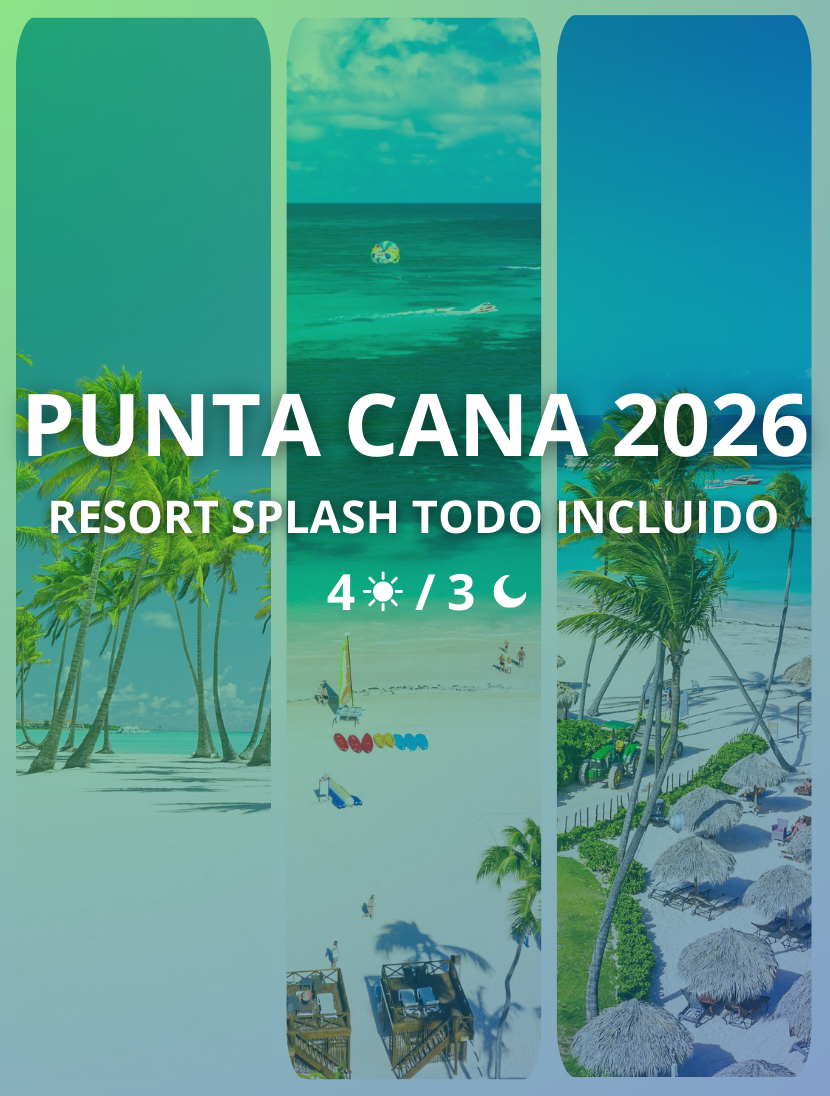 PUNTA CANA 2026
RESORT SPLASH TODO INCLUIDO
4 ☀ / 3 ☾